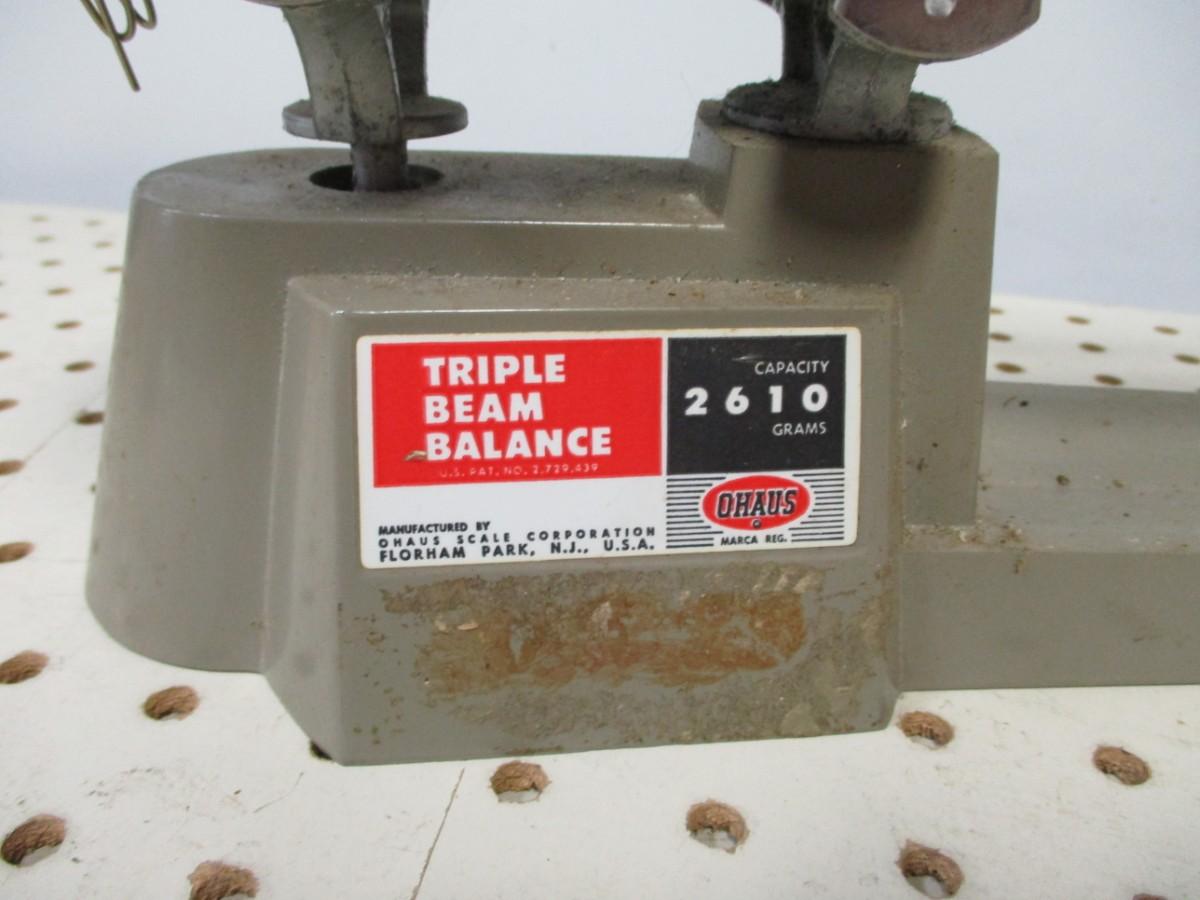 TRIPLE
BEAM
BALANCE
U.S. PAT. NO. 2,729,439
CAPACITY
2610
GRAMS
MANUFACTURED BY
OHAUS SCALE CORPORATION
FLORHAM PARK, N.J., U.S.A.
OHAUS
MARCA REG.